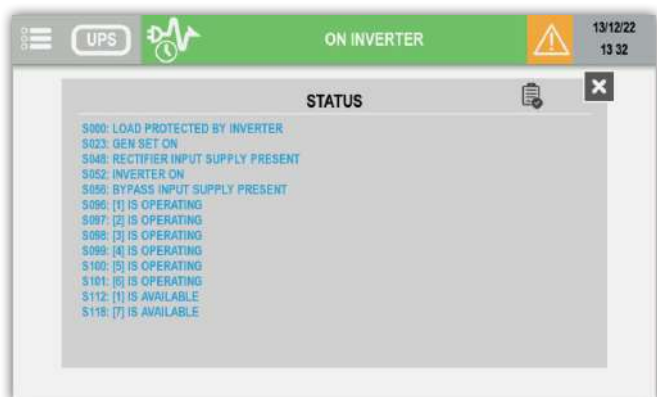 UPS
ON INVERTER
13/12/22
13 32
STATUS
S000: LOAD PROTECTED BY INVERTER
S023: GEN SET ON
S048: RECTIFIER INPUT SUPPLY PRESENT
S052: INVERTER ON
S056: BYPASS INPUT SUPPLY PRESENT
S096: [1] IS OPERATING
S097: [2] IS OPERATING
S098: [3] IS OPERATING
S099: [4] IS OPERATING
S100: [5] IS OPERATING
S101: [6] IS OPERATING
S112: [1] IS AVAILABLE
S118: [7] IS AVAILABLE